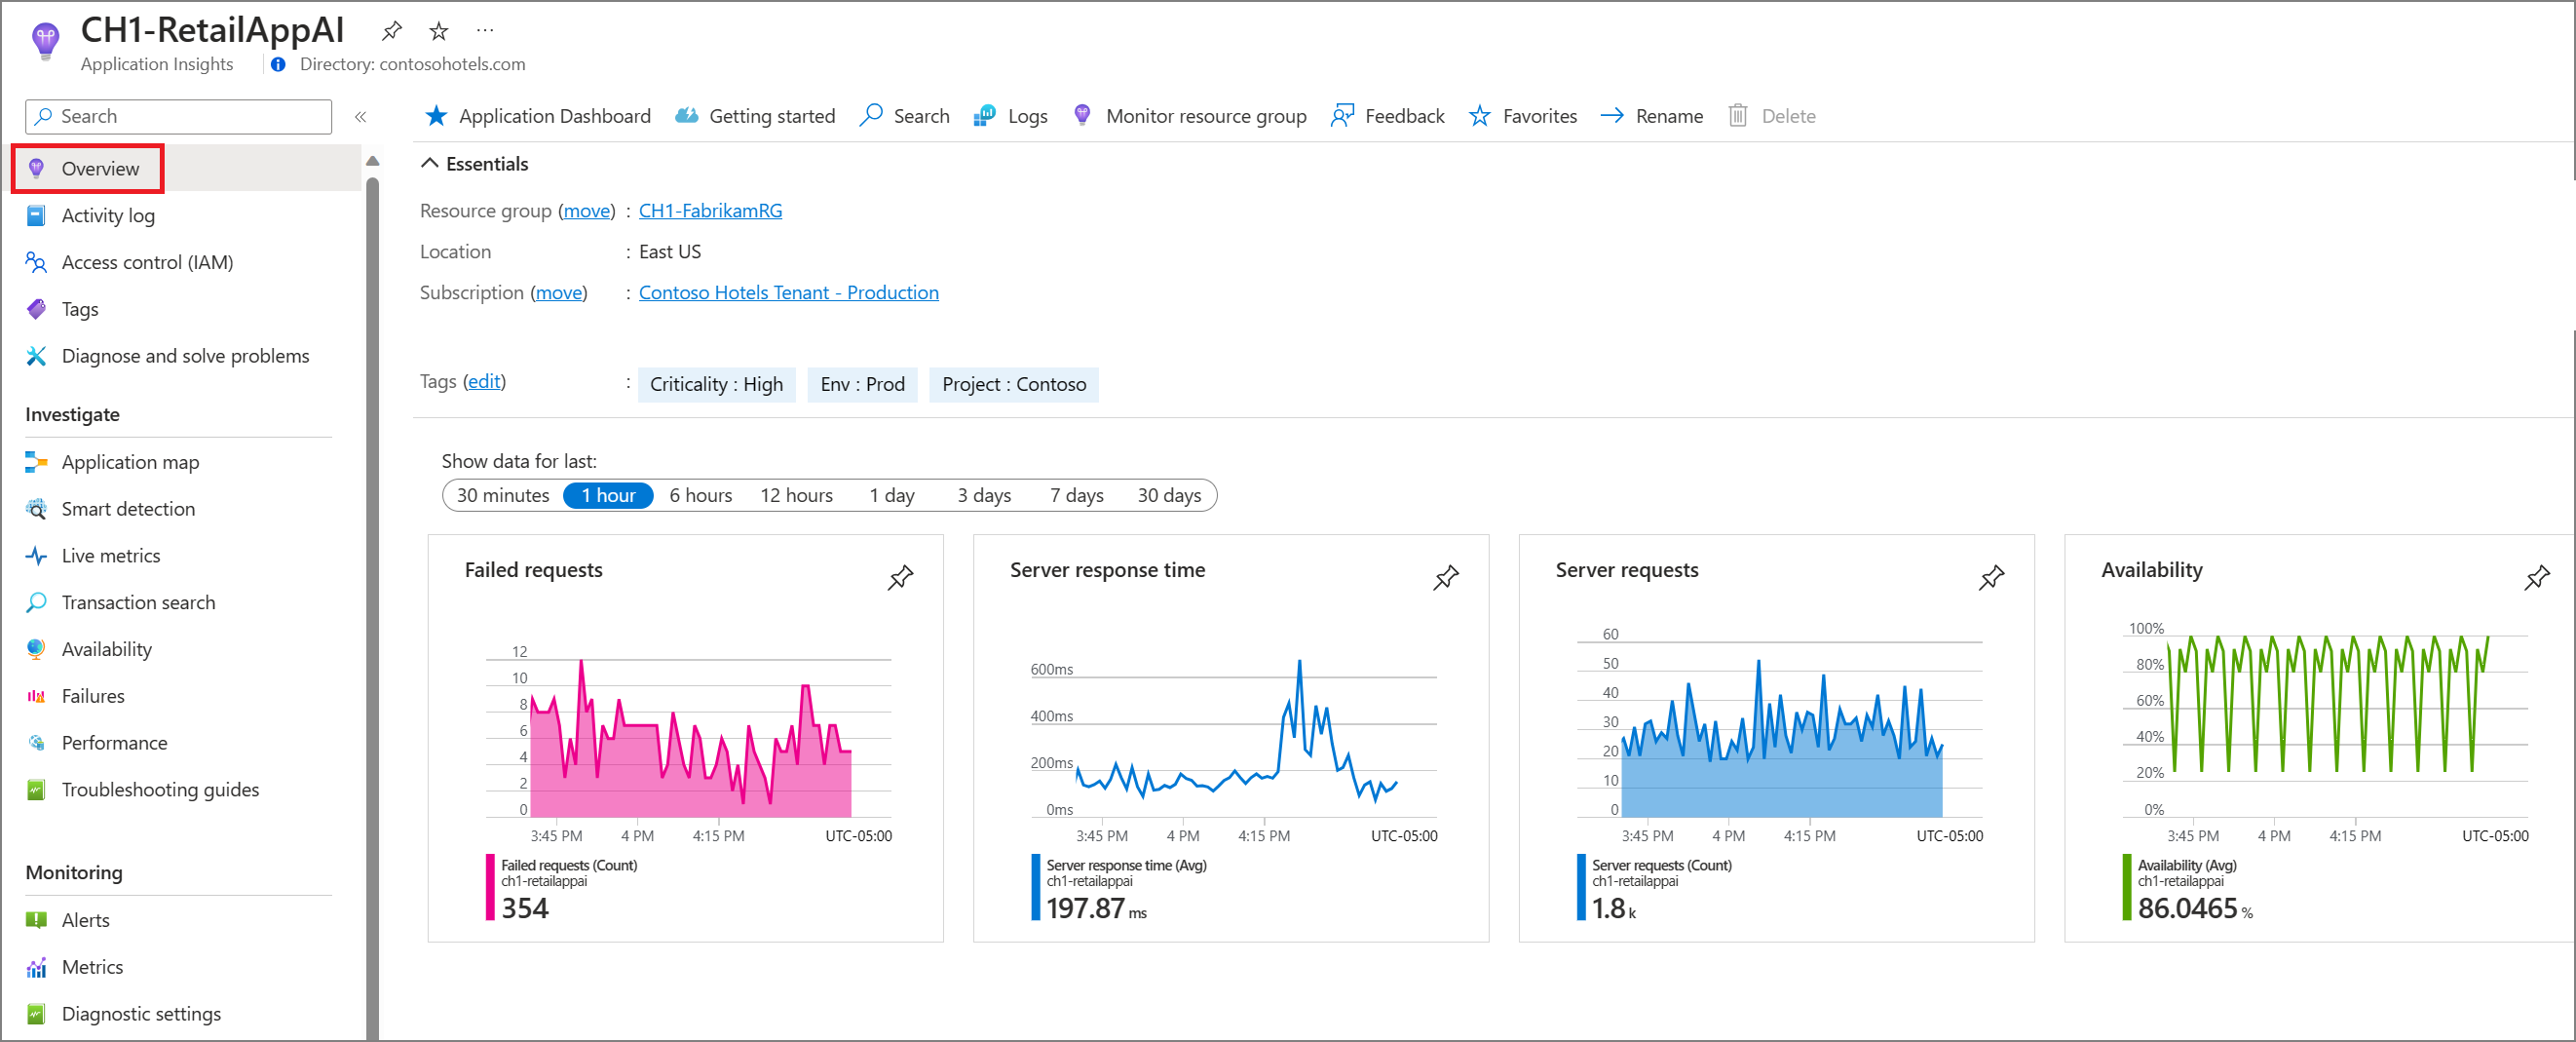 CH1-RetailAppAI
Application Insights
Directory: contosohotels.com
Search
«
Overview
Activity log
Access control (IAM)
Tags
Diagnose and solve problems
Investigate
Application map
Smart detection
Live metrics
Transaction search
Availability
Failures
Performance
Troubleshooting guides
Monitoring
Alerts
Metrics
Diagnostic settings
Application Dashboard Getting started Search Logs Monitor resource group Feedback Favorites Rename Delete
Essentials
Resource group (move) : CH1-FabrikamRG
Location : East US
Subscription (move) : Contoso Hotels Tenant - Production
Tags (edit) : Criticality : High Env : Prod Project : Contoso
Show data for last:
30 minutes 1 hour 6 hours 12 hours 1 day 3 days 7 days 30 days
Failed requests
12
10
8
6
4
2
0
3:45 PM 4 PM 4:15 PM UTC-05:00
Failed requests (Count)
ch1-retailappai
354
Server response time
600ms
400ms
200ms
0ms
3:45 PM 4 PM 4:15 PM UTC-05:00
Server response time (Avg)
ch1-retailappai
197.87 ms
Server requests
60
50
40
30
20
10
0
3:45 PM 4 PM 4:15 PM UTC-05:00
Server requests (Count)
ch1-retailappai
1.8 k
Availability
100%
80%
60%
40%
20%
0%
3:45 PM 4 PM 4:15 PM UTC-05:00
Availability (Avg)
ch1-retailappai
86.0465 %